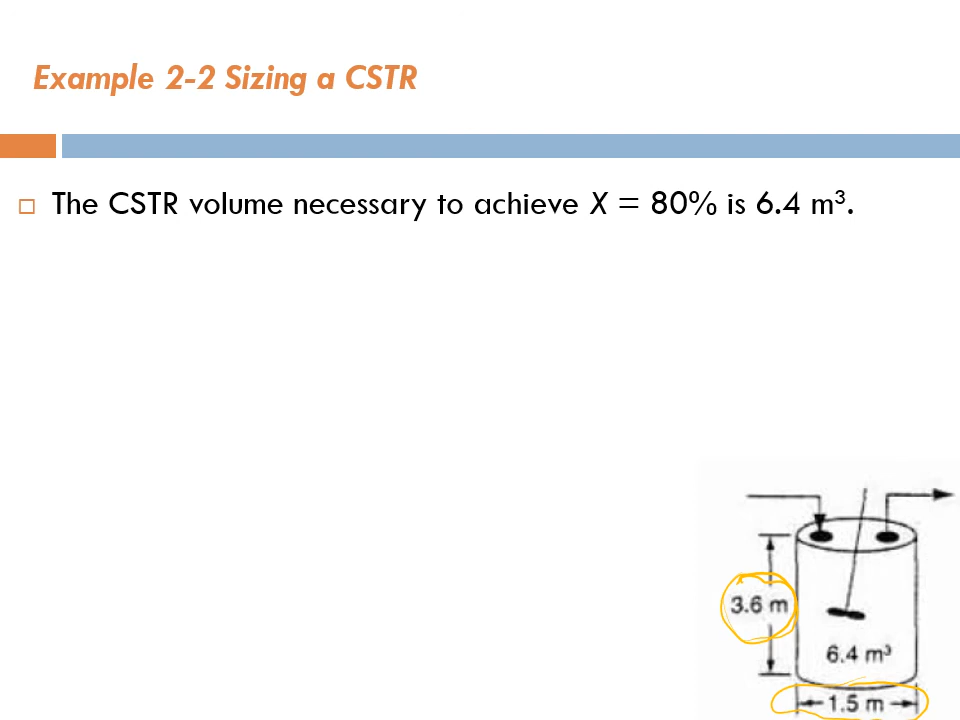 Example 2-2 Sizing a CSTR
The CSTR volume necessary to achieve X = 80% is 6.4 m³.
3.6 m
6.4 m³
1.5 m